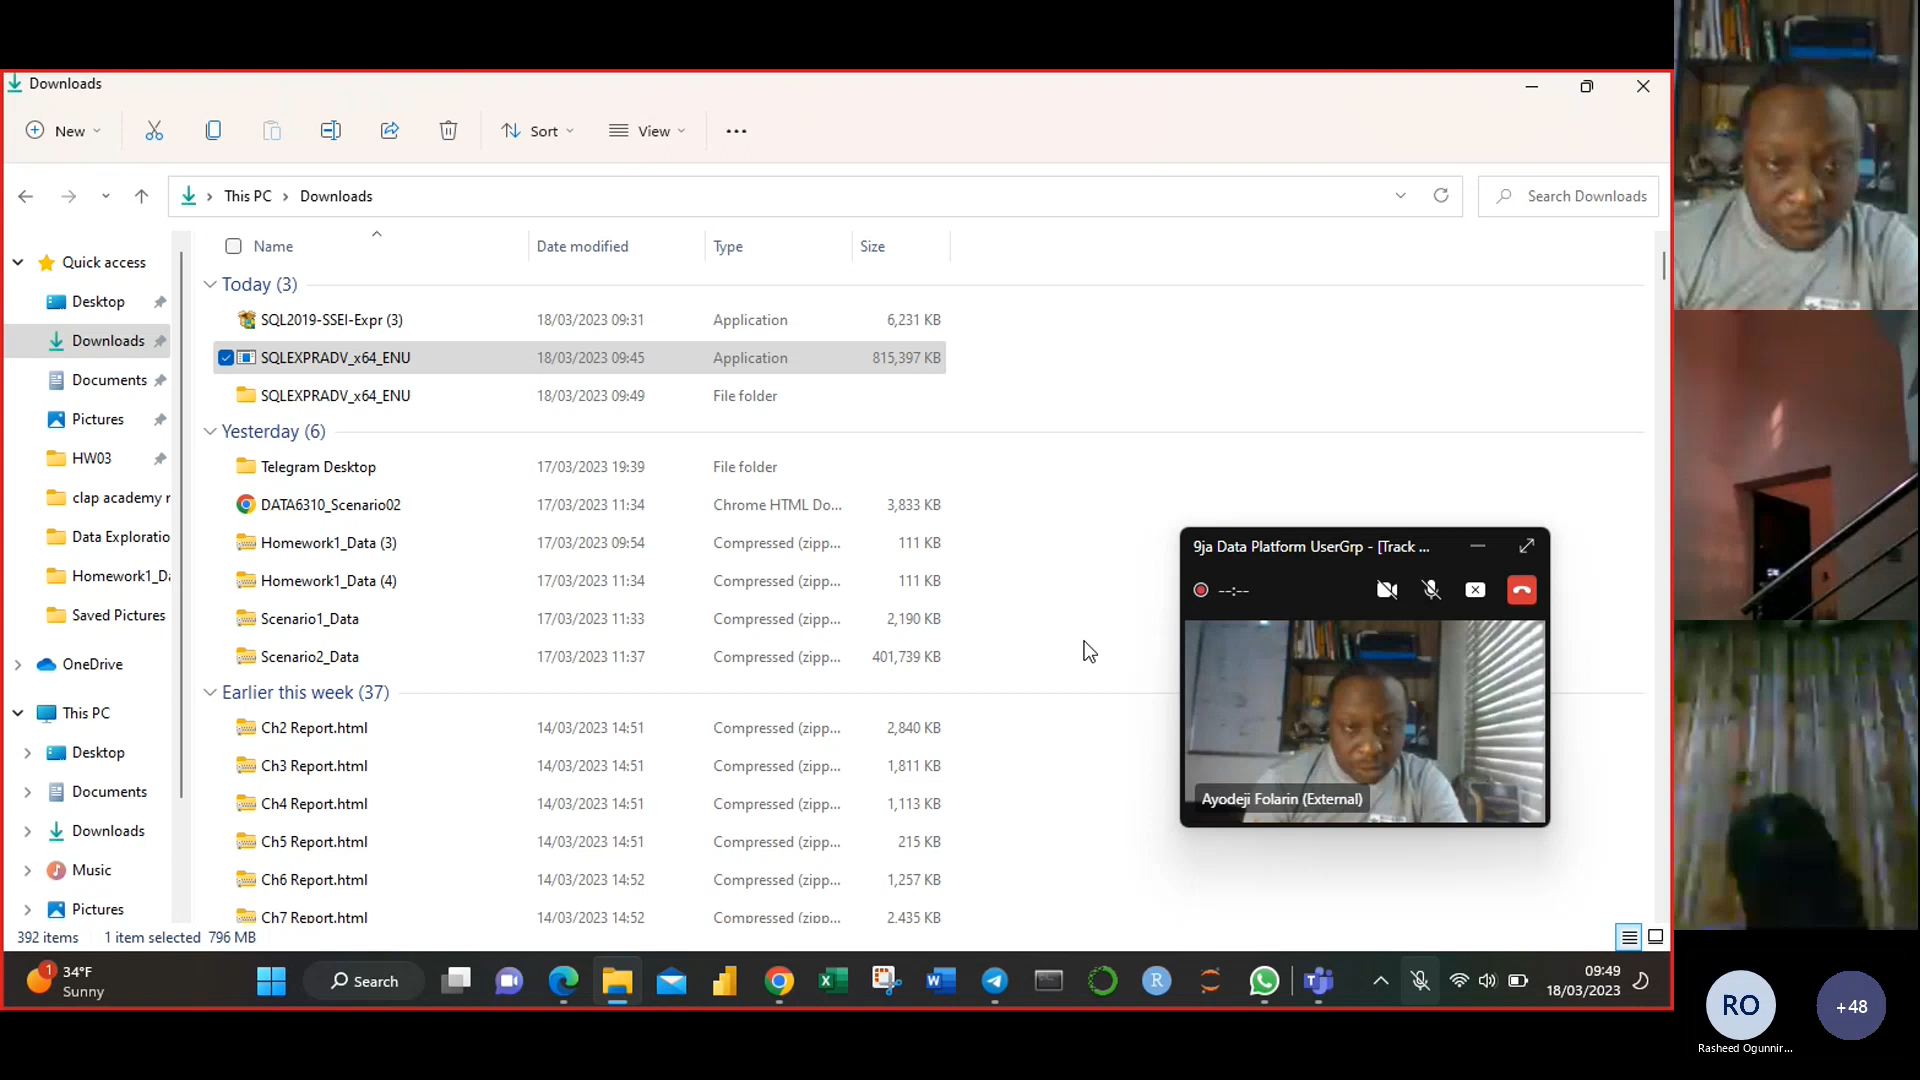 Downloads
New
Sort
View
This PC
Downloads
Search Downloads
Name
Date modified
Type
Size
Quick access
Desktop
Downloads
Documents
Pictures
HW03
clap academy r
Data Exploratio
Homework1_Da
Saved Pictures
OneDrive
This PC
Desktop
Documents
Downloads
Music
Pictures
Today (3)
SQL2019-SSEI-Expr (3) 18/03/2023 09:31 Application 6,231 KB
SQLEXPRADV_x64_ENU 18/03/2023 09:45 Application 815,397 KB
SQLEXPRADV_x64_ENU 18/03/2023 09:49 File folder
Yesterday (6)
Telegram Desktop 17/03/2023 19:39 File folder
DATA6310_Scenario02 17/03/2023 11:34 Chrome HTML Do... 3,833 KB
Homework1_Data (3) 17/03/2023 09:54 Compressed (zipp... 111 KB
Homework1_Data (4) 17/03/2023 11:34 Compressed (zipp... 111 KB
Scenario1_Data 17/03/2023 11:33 Compressed (zipp... 2,190 KB
Scenario2_Data 17/03/2023 11:37 Compressed (zipp... 401,739 KB
Earlier this week (37)
Ch2 Report.html 14/03/2023 14:51 Compressed (zipp... 2,840 KB
Ch3 Report.html 14/03/2023 14:51 Compressed (zipp... 1,811 KB
Ch4 Report.html 14/03/2023 14:51 Compressed (zipp... 1,113 KB
Ch5 Report.html 14/03/2023 14:51 Compressed (zipp... 215 KB
Ch6 Report.html 14/03/2023 14:52 Compressed (zipp... 1,257 KB
Ch7 Report.html 14/03/2023 14:52 Compressed (zipp... 2,435 KB
9ja Data Platform UserGrp - [Track ...
--:--
Ayodeji Folarin (External)
392 items 1 item selected 796 MB
1
34°F
Sunny
Search
09:49
18/03/2023
RO
Rasheed Ogunnir...
+48